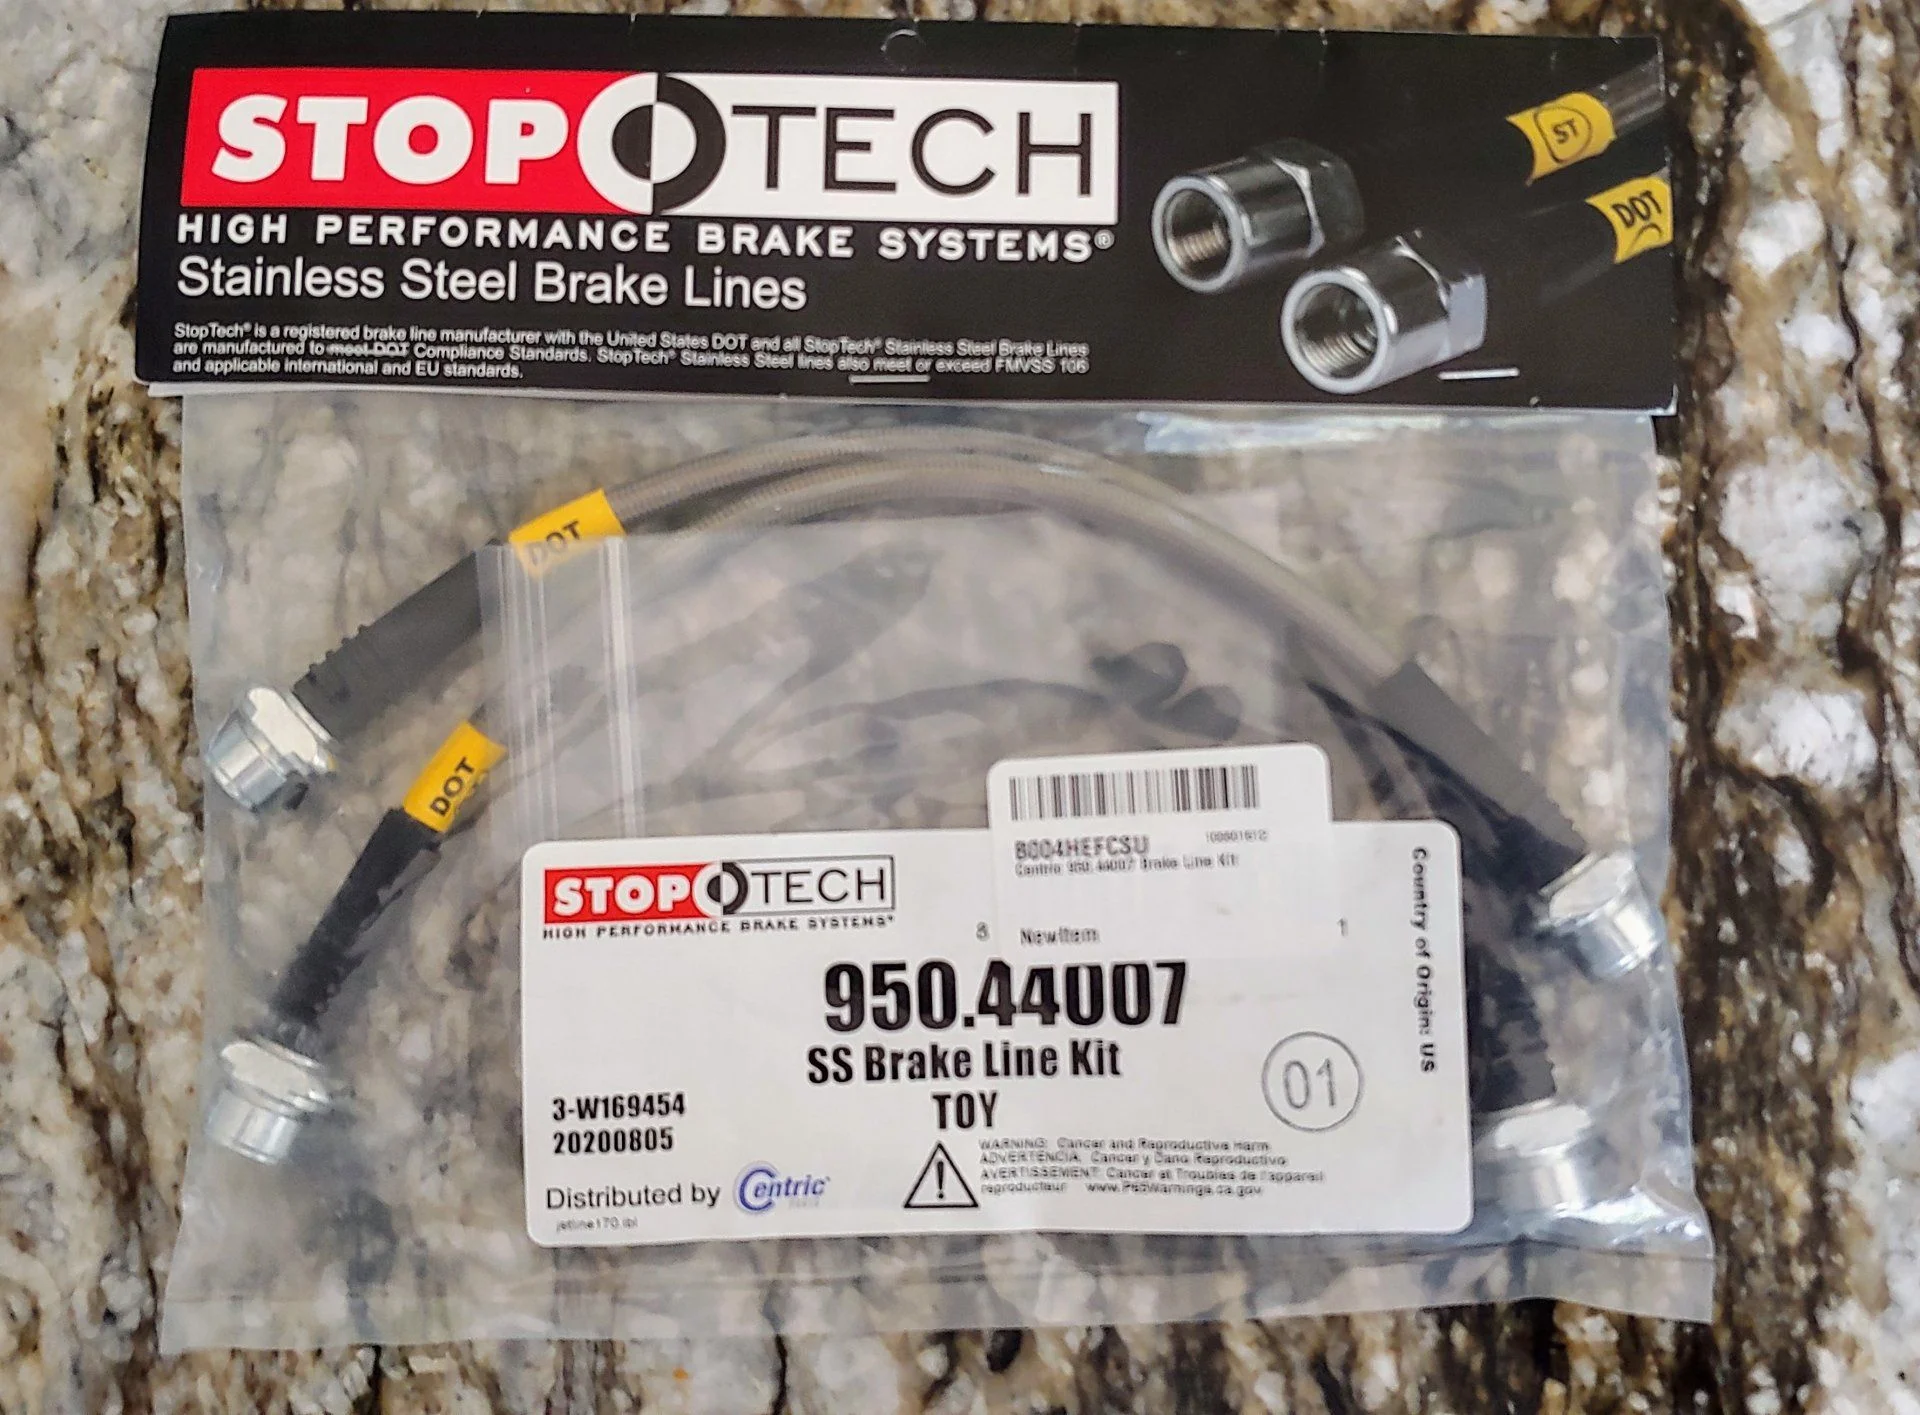 STOPTECH
ST
DOT
HIGH PERFORMANCE BRAKE SYSTEMS®
Stainless Steel Brake Lines
StopTech® is a registered brake line manufacturer with the United States DOT and all StopTech® Stainless Steel Brake Lines
are manufactured to meet DOT Compliance Standards. StopTech® Stainless Steel lines also meet or exceed FMVSS 106
and applicable international and EU standards.
DOT
DOT
B004HEFCSU
Centric 950.44007 Brake Line Kit
8 NewItem 1
STOPTECH
HIGH PERFORMANCE BRAKE SYSTEMS®
950.44007
SS Brake Line Kit
TOY
01
Country of Origin: US
3-W169454
20200805
WARNING: Cancer and Reproductive Harm
ADVERTENCIA: Cancer y Dano Reproductivo
AVERTISSEMENT: Cancer et Troubles de l'appareil
reproducteur www.P65Warnings.ca.gov
Distributed by Centric
jetline170.lbl